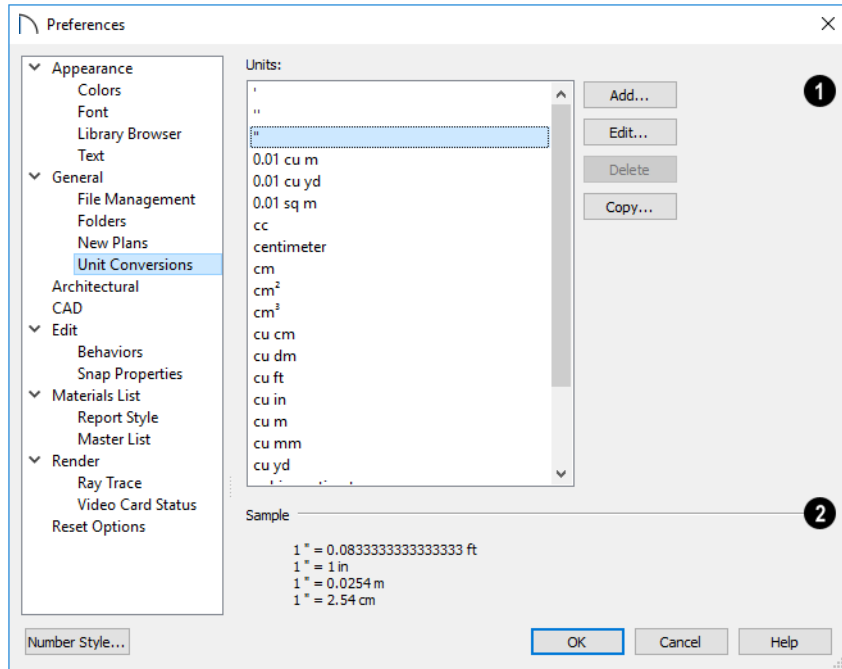 Preferences
Appearance
Colors
Font
Library Browser
Text
General
File Management
Folders
New Plans
Unit Conversions
Architectural
CAD
Edit
Behaviors
Snap Properties
Materials List
Report Style
Master List
Render
Ray Trace
Video Card Status
Reset Options
Units:
'
''
"
0.01 cu m
0.01 cu yd
0.01 sq m
cc
centimeter
cm
cm²
cm³
cu cm
cu dm
cu ft
cu in
cu m
cu mm
cu yd
Add...
Edit...
Delete
Copy...
1
Sample
2
1 " = 0.0833333333333333 ft
1 " = 1 in
1 " = 0.0254 m
1 " = 2.54 cm
Number Style...
OK
Cancel
Help